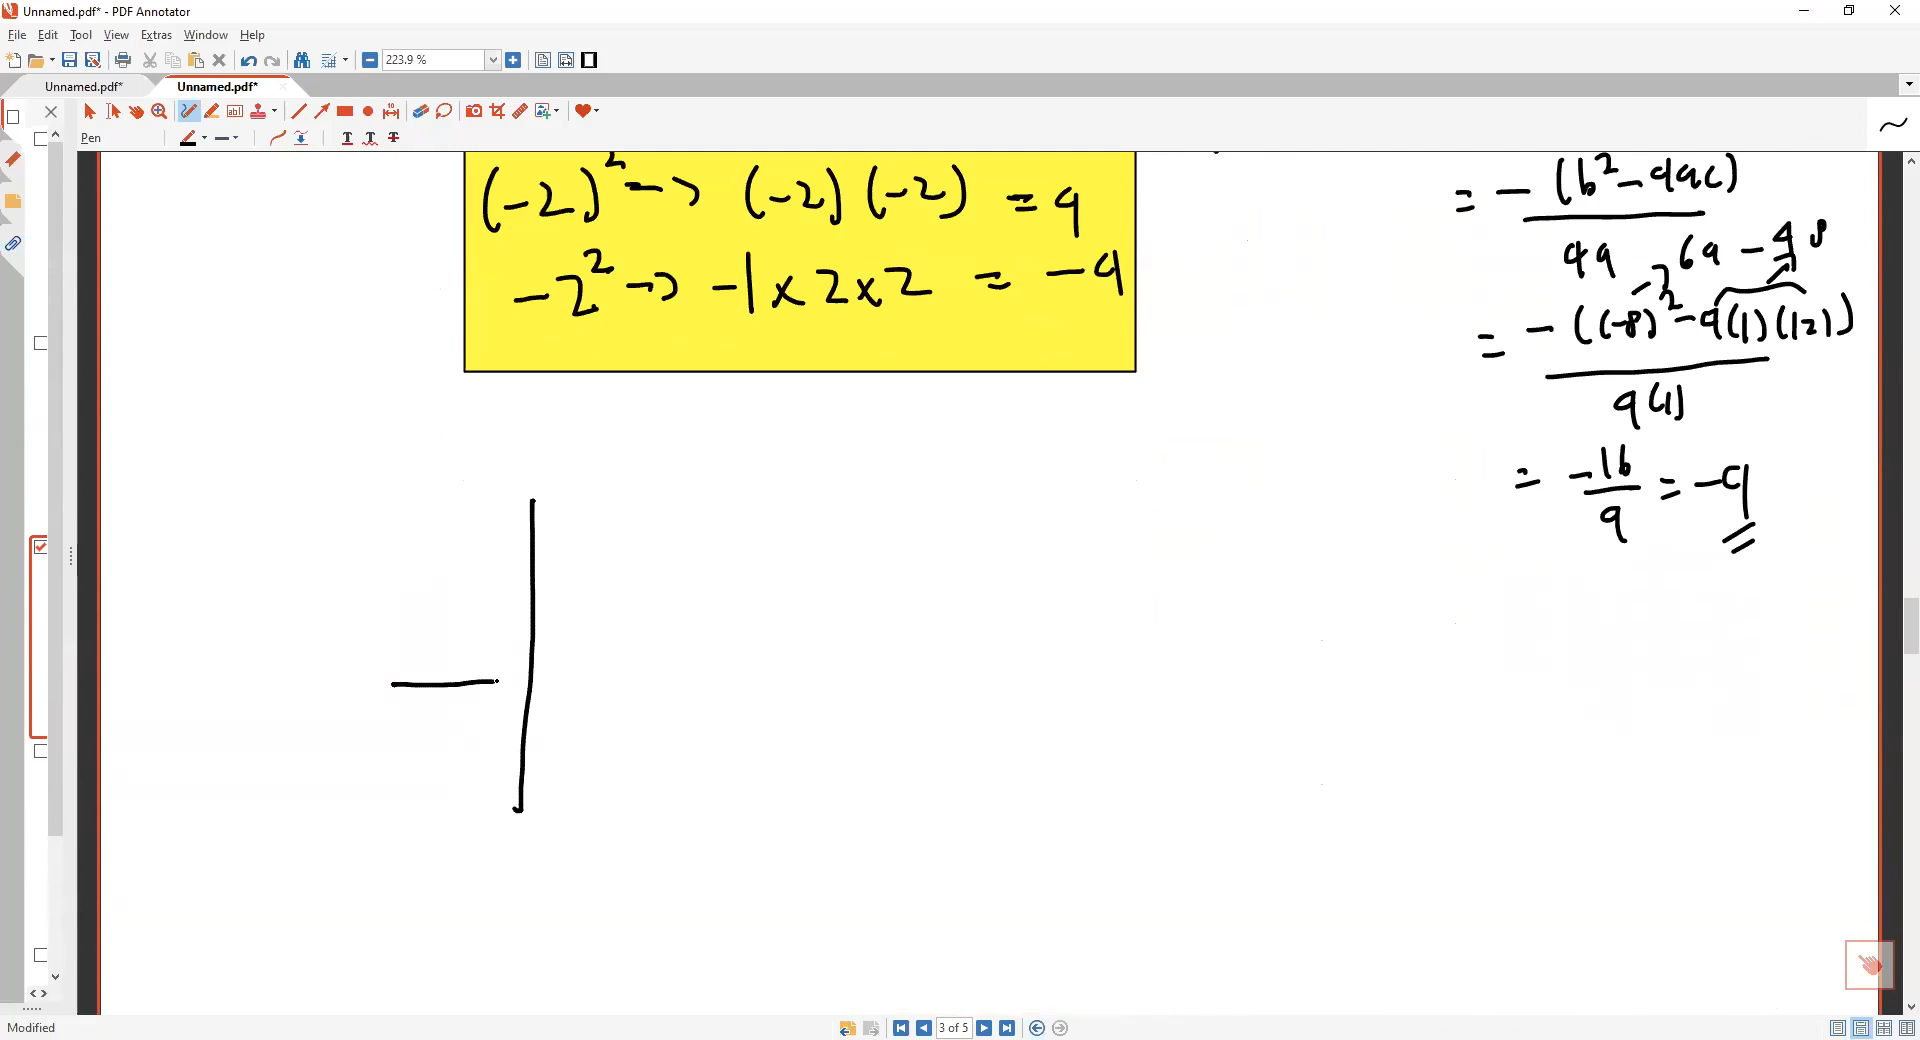 Unnamed.pdf* - PDF Annotator
File Edit Tool View Extras Window Help
223.9 %
Unnamed.pdf* Unnamed.pdf*
Pen
(-2)² → (-2)(-2) = 4
-2² → -1 x 2 x 2 = -4
= -(b² - 4ac)
4a
64 - 48
= -((-8)² - 4(1)(12))
4(1)
= -16 = -4
4
Modified
3 of 5